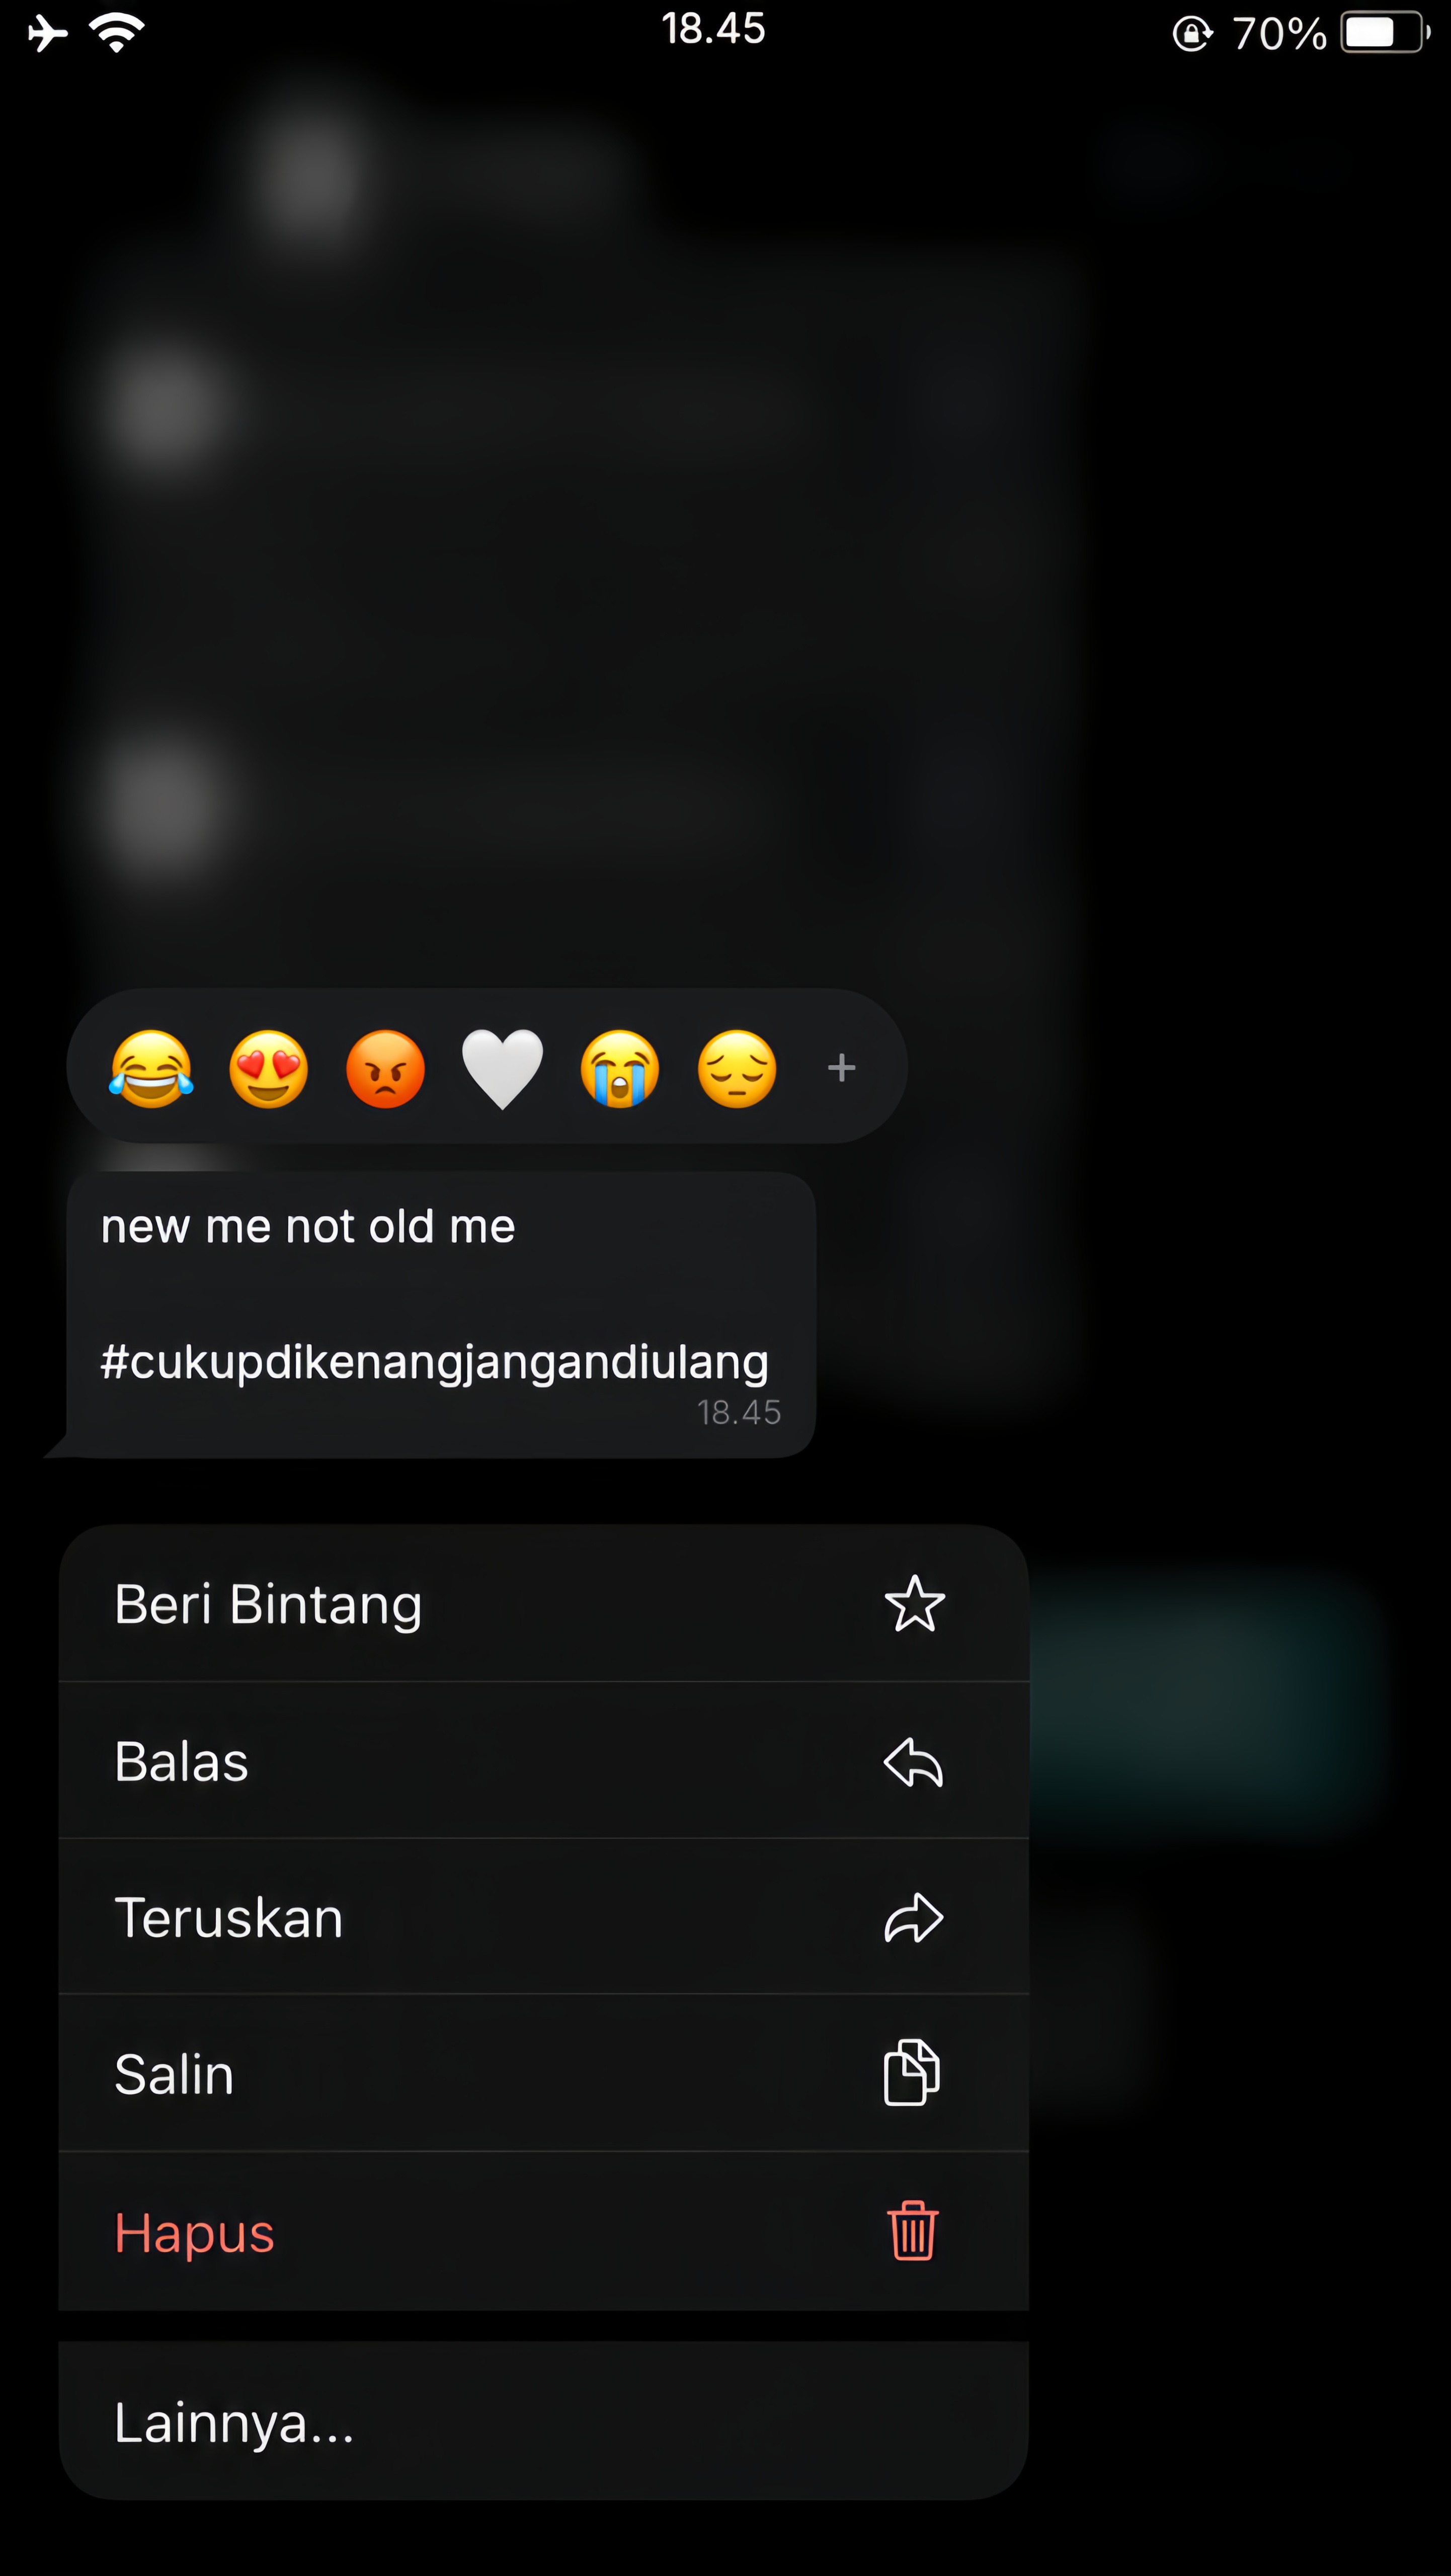 18.45
70%
new me not old me
#cukupdikenangjangandiulang
18.45
Beri Bintang
Balas
Teruskan
Salin
Hapus
Lainnya...